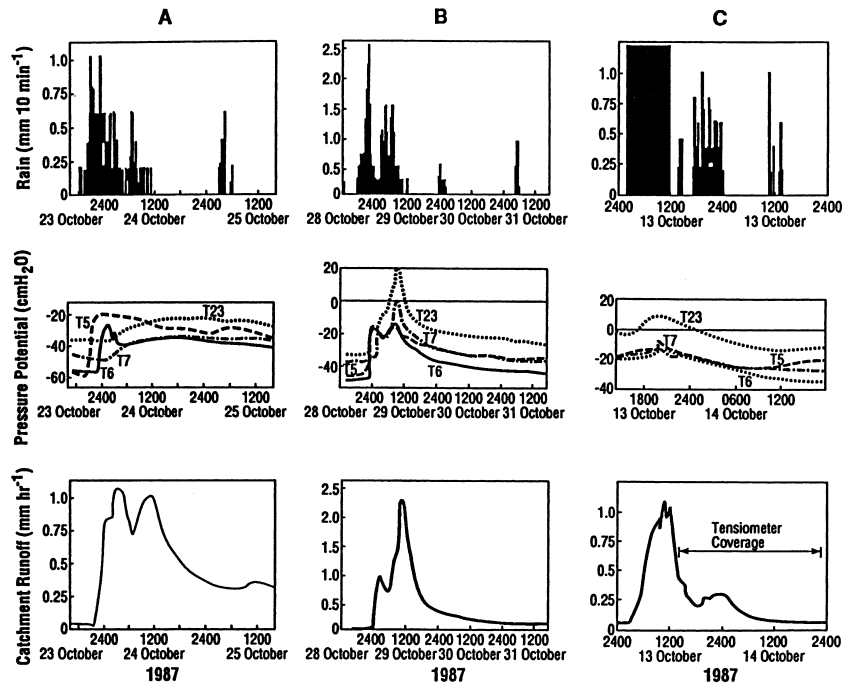 A B C
Rain (mm 10 min⁻¹)
1.0
0.75
0.5
0.25
0
2400 1200 2400 1200
23 October 24 October 25 October
2.5
2.0
1.5
1.0
0.5
0
2400 1200 2400 1200
28 October 29 October 30 October 31 October
1.0
0.75
0.5
0.25
0
2400 1200 2400 1200 2400
13 October 13 October
Pressure Potential (cmH₂O)
-20
-40
-60
T5 T23
T6 T7
2400 1200 2400 1200
23 October 24 October 25 October
20
0
-20
-40
T23
T7
T5
T6
2400 1200 2400 1200
28 October 29 October 30 October 31 October
20
0
-20
-40
T23
T7
T5
T6
1800 2400 0600 1200
13 October 14 October
Catchment Runoff (mm hr⁻¹)
1.0
0.75
0.5
0.25
0
2400 1200 2400 1200
23 October 24 October 25 October
1987
2.5
2.0
1.5
1.0
0.5
0
2400 1200 2400 1200
28 October 29 October 30 October 31 October
1987
1.0
0.75
0.5
0.25
0
Tensiometer
Coverage
2400 1200 2400 1200 2400
13 October 14 October
1987